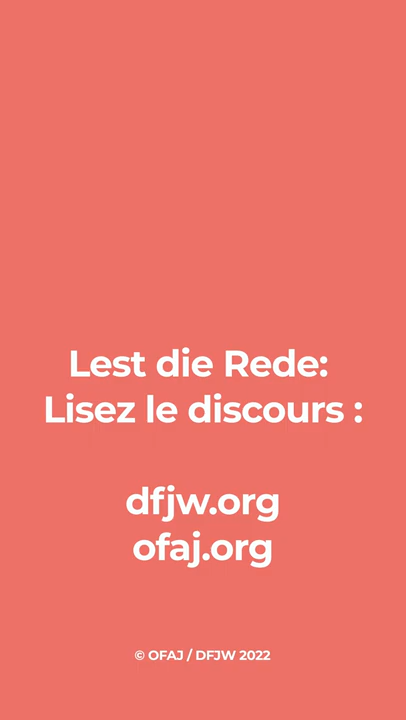 Lest die Rede:
Lisez le discours :
dfjw.org
ofaj.org
© OFAJ / DFJW 2022